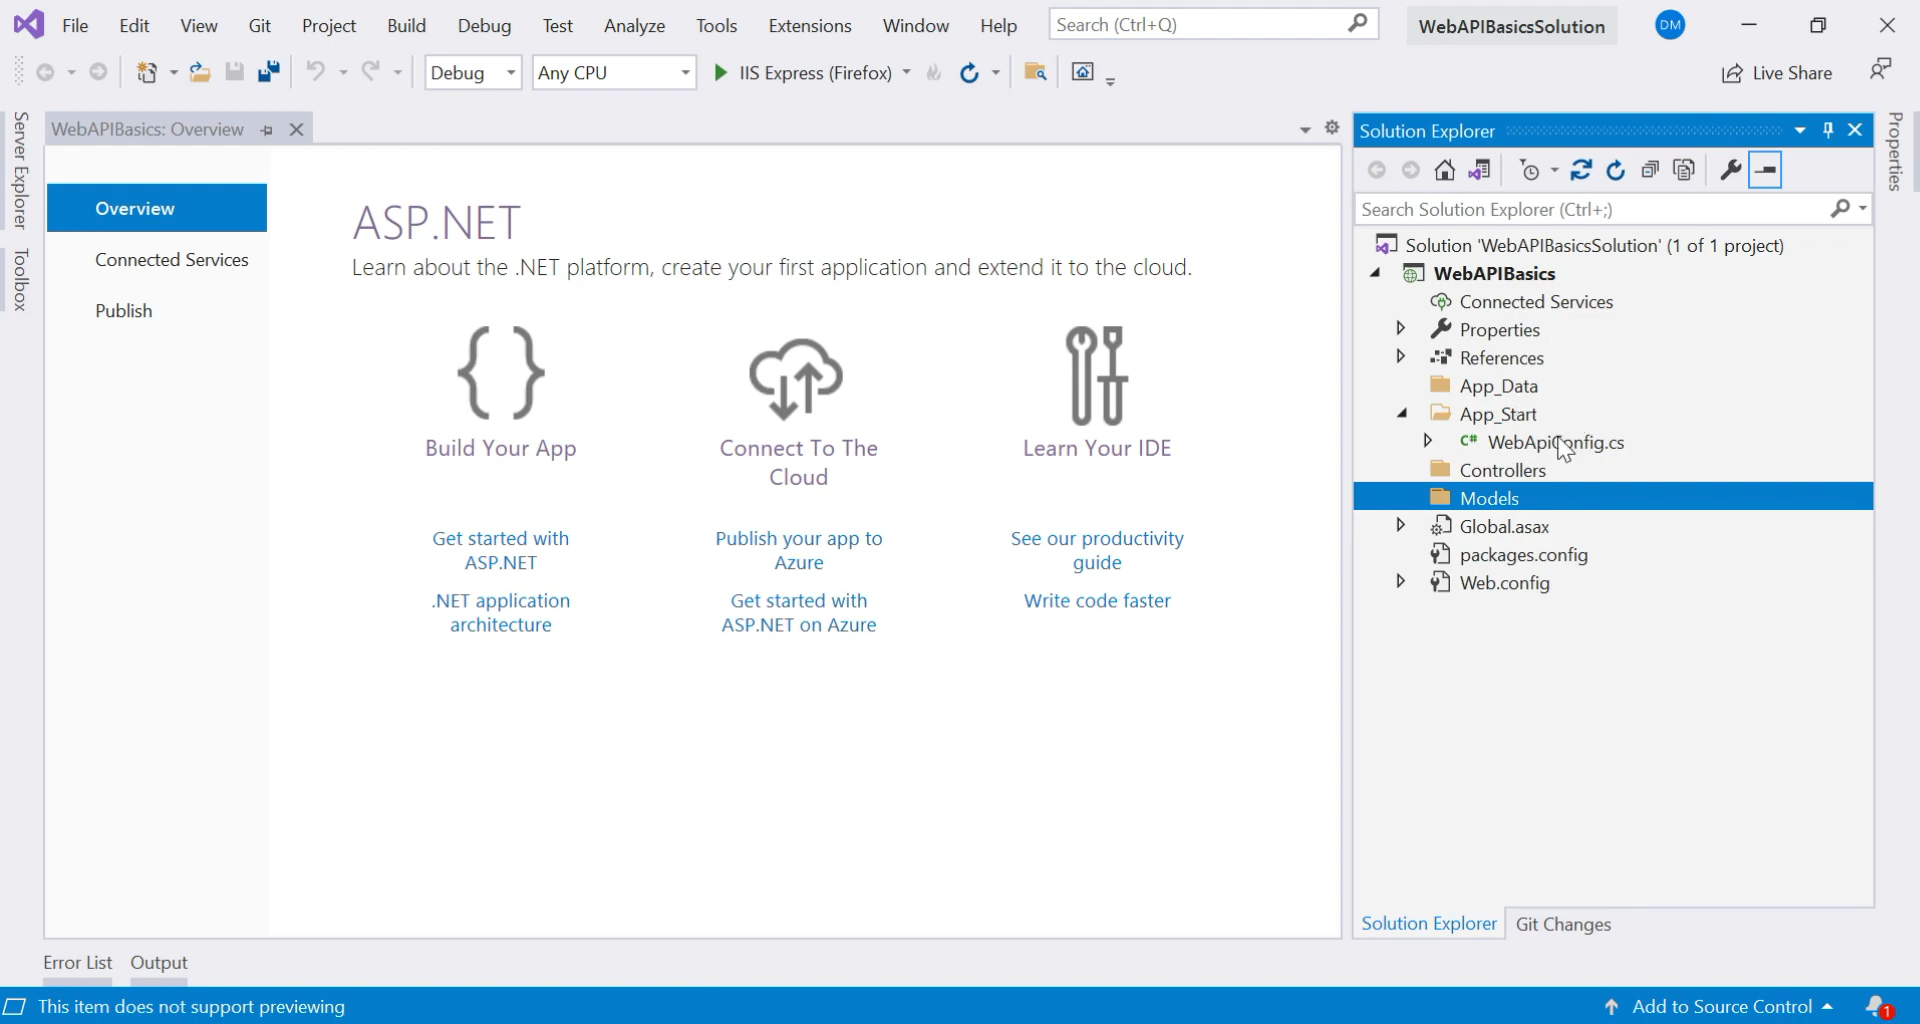 File Edit View Git Project Build Debug Test Analyze Tools Extensions Window Help Search (Ctrl+Q) WebAPIBasicsSolution DM
Debug Any CPU IIS Express (Firefox) Live Share
Server Explorer
Toolbox
WebAPIBasics: Overview
Overview
Connected Services
Publish
ASP.NET
Learn about the .NET platform, create your first application and extend it to the cloud.
Build Your App
Get started with
ASP.NET
.NET application
architecture
Connect To The
Cloud
Publish your app to
Azure
Get started with
ASP.NET on Azure
Learn Your IDE
See our productivity
guide
Write code faster
Solution Explorer
Search Solution Explorer (Ctrl+;)
Solution 'WebAPIBasicsSolution' (1 of 1 project)
WebAPIBasics
Connected Services
Properties
References
App_Data
App_Start
C# WebApiConfig.cs
Controllers
Models
Global.asax
packages.config
Web.config
Solution Explorer Git Changes
Properties
Error List Output
This item does not support previewing Add to Source Control 1